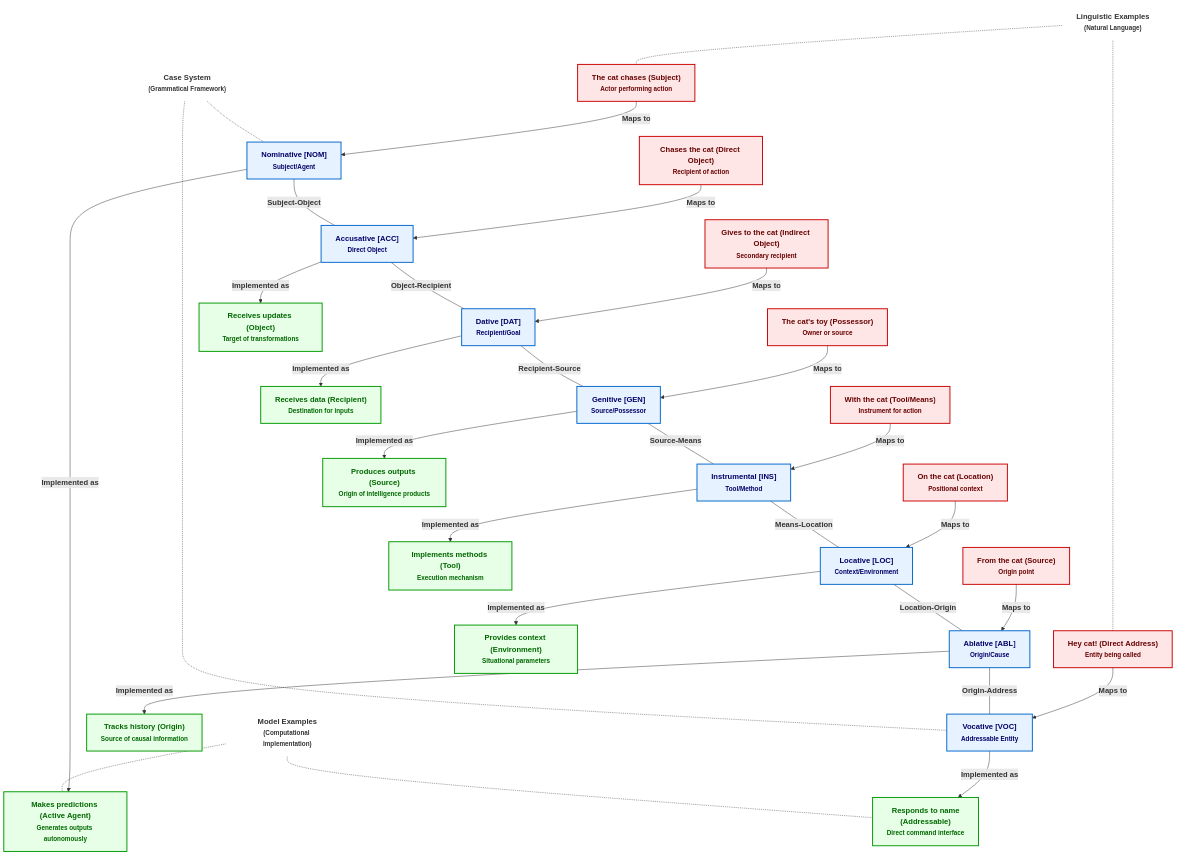 Linguistic Examples
(Natural Language)
Case System
(Grammatical Framework)
The cat chases (Subject)
Actor performing action
Maps to
Nominative [NOM]
Subject/Agent
Chases the cat (Direct
Object)
Recipient of action
Subject-Object
Maps to
Accusative [ACC]
Direct Object
Gives to the cat (Indirect
Object)
Secondary recipient
Implemented as
Object-Recipient
Maps to
Receives updates
(Object)
Target of transformations
Dative [DAT]
Recipient/Goal
The cat's toy (Possessor)
Owner or source
Implemented as
Recipient-Source
Maps to
Receives data (Recipient)
Destination for inputs
Genitive [GEN]
Source/Possessor
With the cat (Tool/Means)
Instrument for action
Implemented as
Source-Means
Maps to
Produces outputs
(Source)
Origin of intelligence products
Instrumental [INS]
Tool/Method
On the cat (Location)
Positional context
Implemented as
Implemented as
Means-Location
Maps to
Implements methods
(Tool)
Execution mechanism
Locative [LOC]
Context/Environment
From the cat (Source)
Origin point
Implemented as
Location-Origin
Maps to
Provides context
(Environment)
Situational parameters
Ablative [ABL]
Origin/Cause
Hey cat! (Direct Address)
Entity being called
Implemented as
Origin-Address
Maps to
Tracks history (Origin)
Source of causal information
Model Examples
(Computational
Implementation)
Vocative [VOC]
Addressable Entity
Implemented as
Makes predictions
(Active Agent)
Generates outputs
autonomously
Responds to name
(Addressable)
Direct command interface